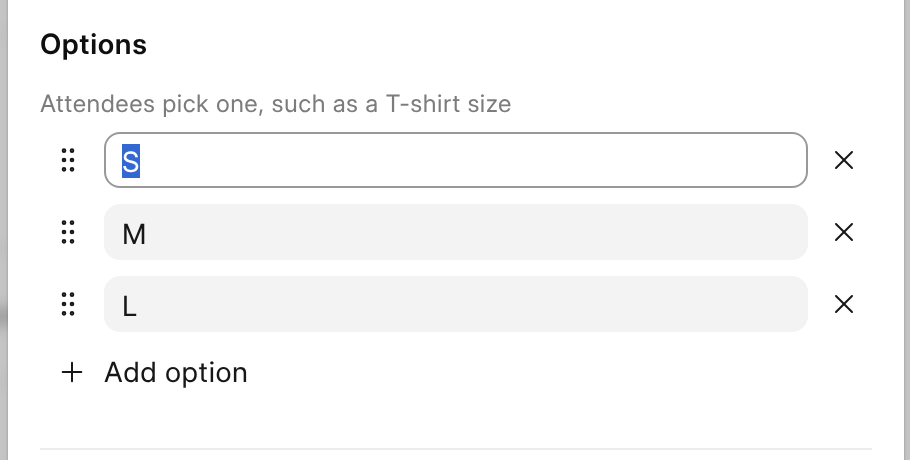 Options
Attendees pick one, such as a T-shirt size
S
M
L
Add option